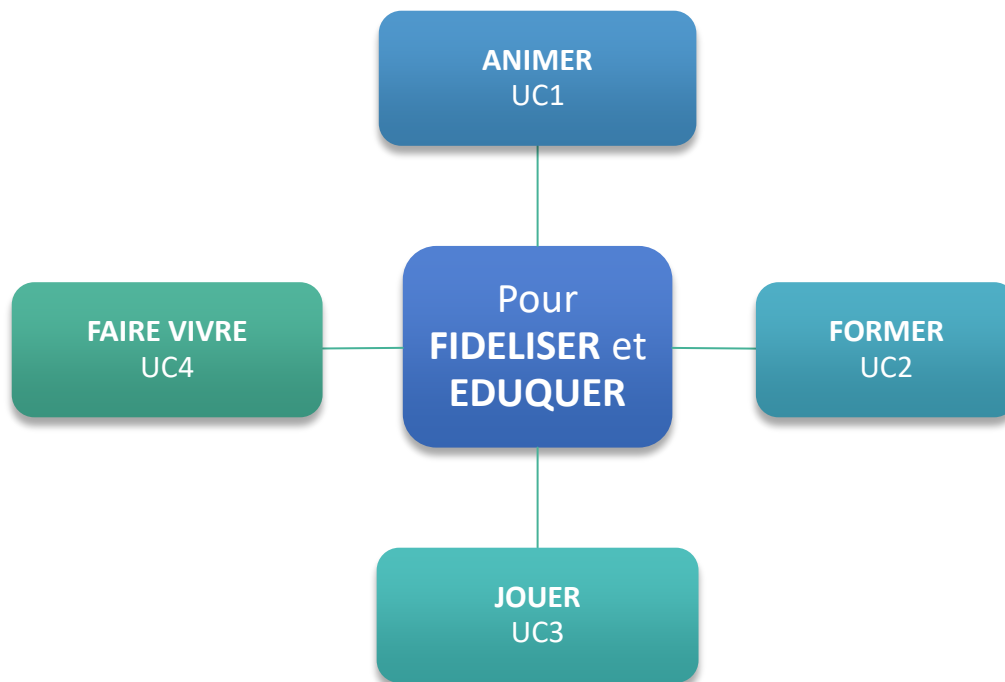 ANIMER
UC1
Pour
FIDELISER et
EDUQUER
FAIRE VIVRE
UC4
FORMER
UC2
JOUER
UC3